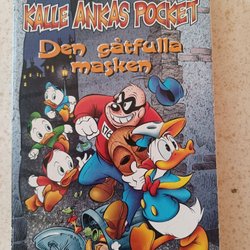 KALLE ANKAS POCKET
Den gåtfulla
masken